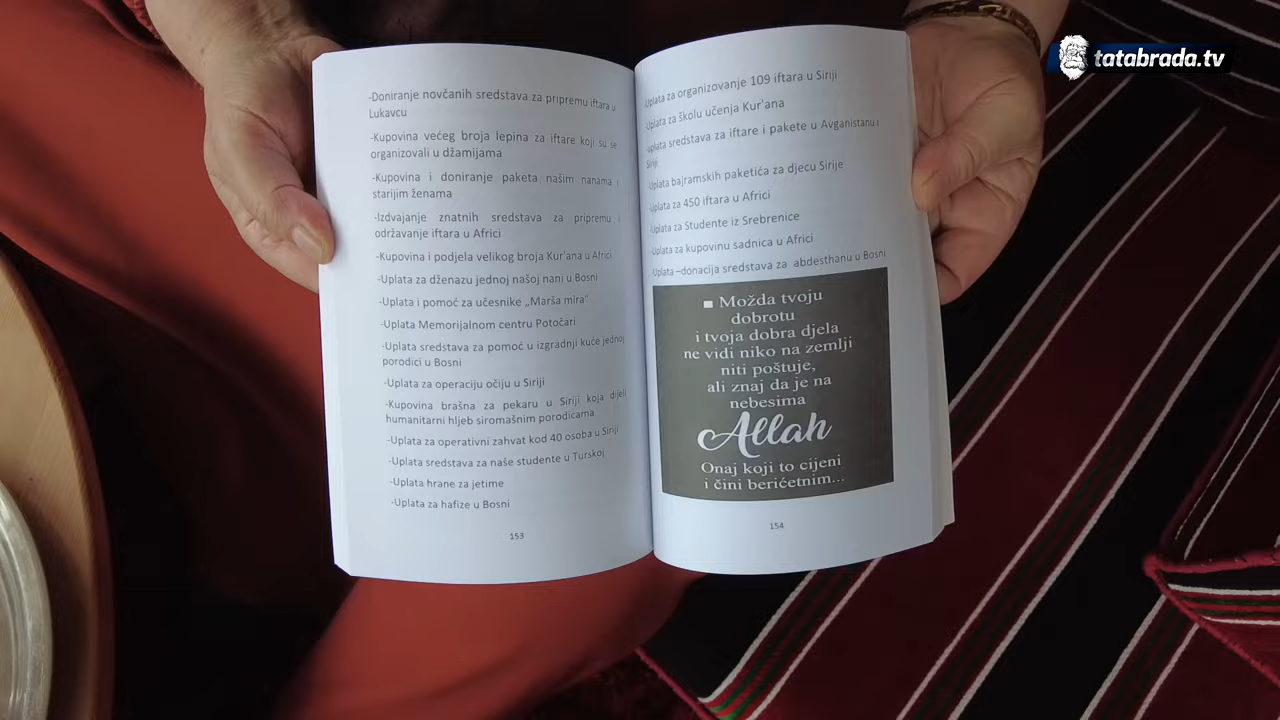 tatabrada.tv
-Doniranje novčanih sredstava za pripremu iftara u
Lukavcu
-Kupovina većeg broja lepina za iftare koji su se
organizovali u džamijama
-Kupovina i doniranje paketa našim nanama i
starijim ženama
-Izdvajanje znatnih sredstava za pripremu i
održavanje iftara u Africi
-Kupovina i podjela velikog broja Kur'ana u Africi
-Uplata za dženazu jednoj našoj nani u Bosni
-Uplata i pomoć za učesnike „Marša mira"
-Uplata Memorijalnom centru Potočari
-Uplata sredstava za pomoć u izgradnji kuće jednoj
porodici u Bosni
-Uplata za operaciju očiju u Siriji
-Kupovina brašna za pekaru u Siriji koja dijeli
humanitarni hljeb siromašnim porodicama
-Uplata za operativni zahvat kod 40 osoba u Siriji
-Uplata sredstava za naše studente u Turskoj
-Uplata hrane za jetime
-Uplata za hafize u Bosni
153
-Uplata za organizovanje 109 iftara u Siriji
-Uplata za školu učenja Kur'ana
-uplata sredstava za iftare i pakete u Avganistanu i
Siriji
-Uplata bajramskih paketića za djecu Sirije
-Uplata za 450 iftara u Africi
-Uplata za Studente iz Srebrenice
-Uplata za kupovinu sadnica u Africi
-Uplata –donacija sredstava za abdesthanu u Bosni
▪ Možda tvoju
dobrotu
i tvoja dobra djela
ne vidi niko na zemlji
niti poštuje,
ali znaj da je na
nebesima
Allah
Onaj koji to cijeni
i čini berićetnim...
154